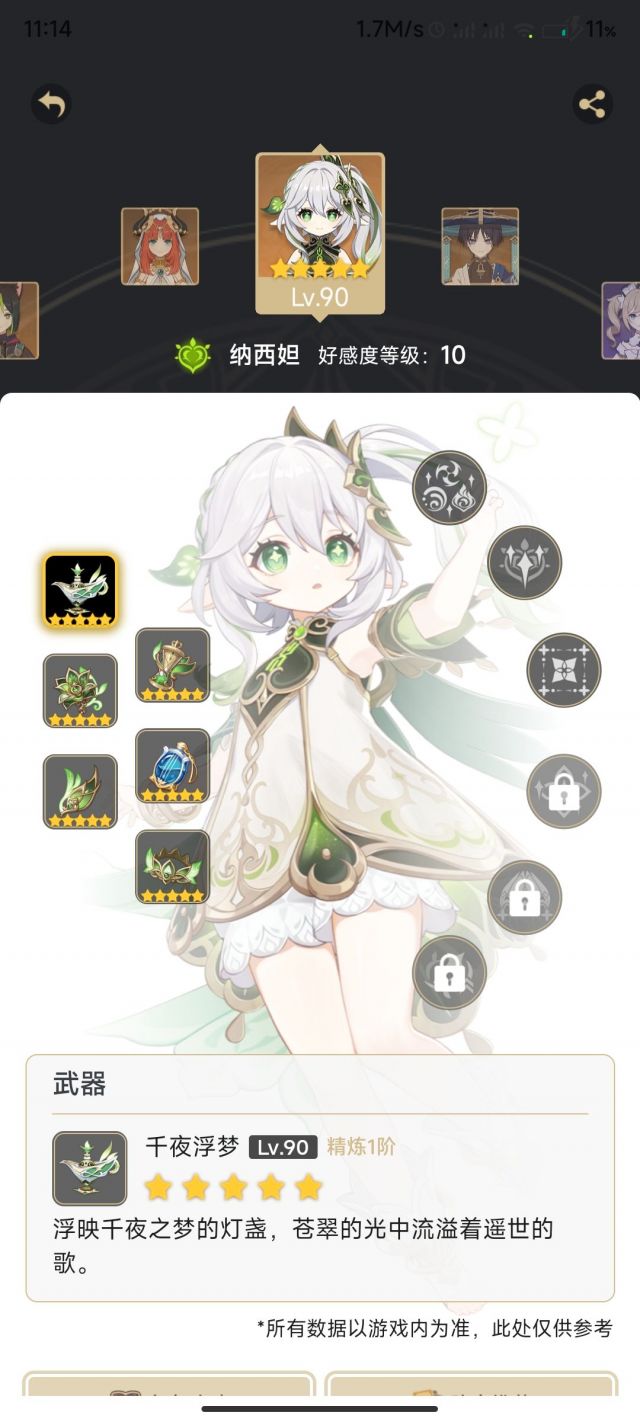 11:14
1.7M/s
11%
Lv.90
纳西妲 好感度等级：10
武器
千夜浮梦 Lv.90 精炼1阶
浮映千夜之梦的灯盏，苍翠的光中流溢着遥世的
歌。
*所有数据以游戏内为准，此处仅供参考